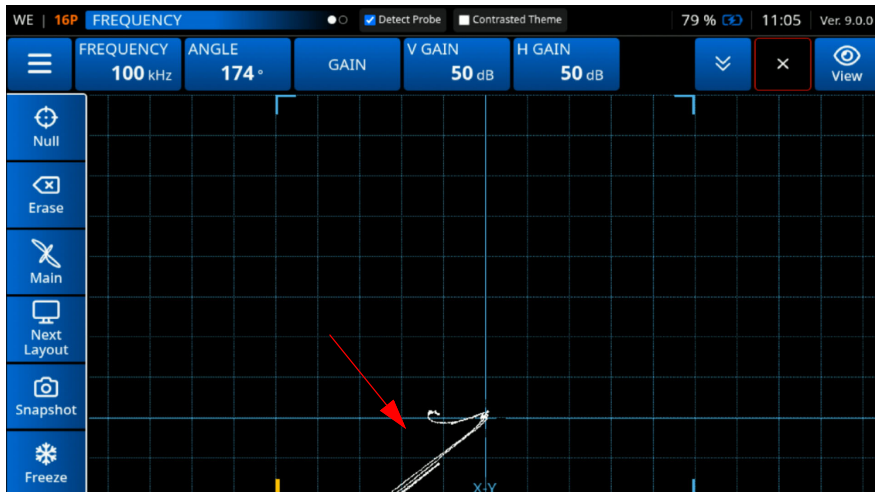 WE | 16P FREQUENCY Detect Probe Contrasted Theme 79 % 11:05 Ver. 9.0.0
FREQUENCY
100 kHz
ANGLE
174 °
GAIN
V GAIN
50 dB
H GAIN
50 dB
View
Null
Erase
Main
Next
Layout
Snapshot
Freeze
X-Y